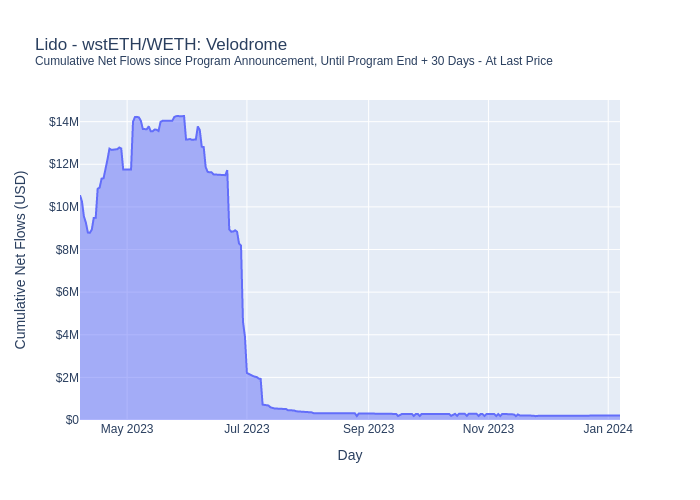 Lido - wstETH/WETH: Velodrome
Cumulative Net Flows since Program Announcement, Until Program End + 30 Days - At Last Price
Cumulative Net Flows (USD)
$14M
$12M
$10M
$8M
$6M
$4M
$2M
$0
May 2023
Jul 2023
Sep 2023
Nov 2023
Jan 2024
Day